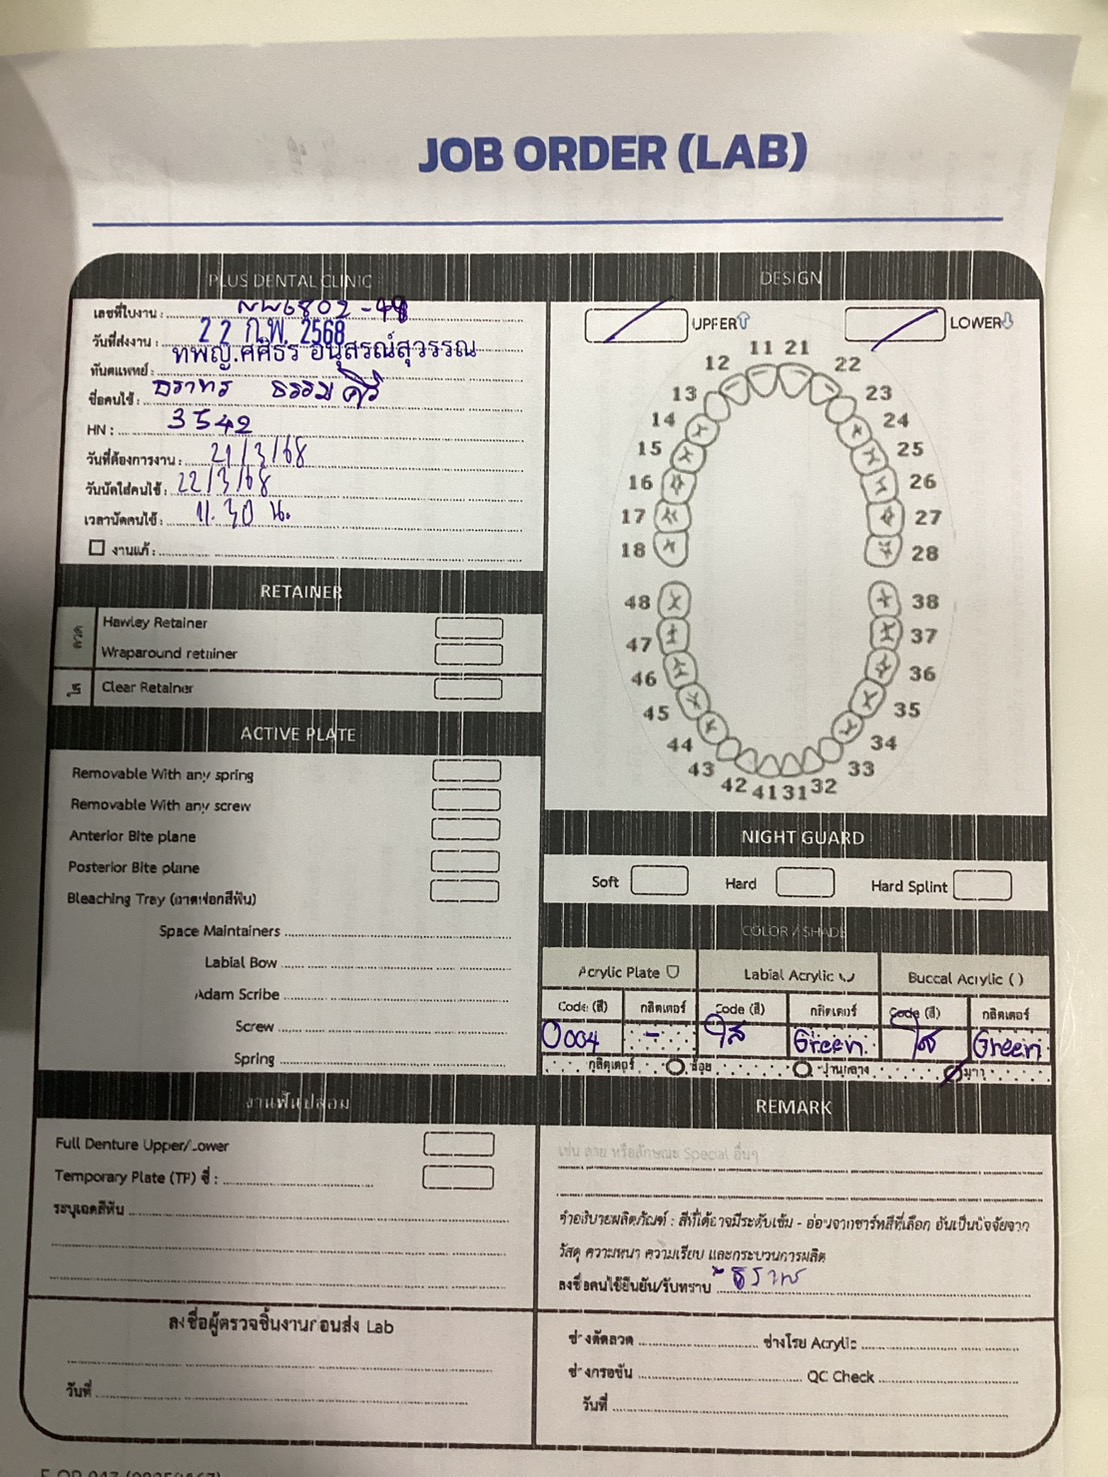 JOB ORDER (LAB)
PLUS DENTAL CLINIC
เลขที่ใบงาน : 6802-48
วันที่ส่งงาน : 22 ก.พ. 2568
ทันตแพทย์ : ทพญ.ศศิธร อนุสรณ์สุวรรณ
ชื่อคนไข้ : ธราทร ธรรมศิริ
HN : 3542
วันที่ต้องการงาน : 21/3/68
วันนัดใส่คนไข้ : 22/3/68
เวลานัดคนไข้ : 11.30 น.
งานแก้ :
DESIGN
UPPER
LOWER
11 21
12 22
13 23
14 24
15 25
16 26
17 27
18 28
48 38
47 37
46 36
45 35
44 34
43 33
42 41 31 32
RETAINER
ลวด
Hawley Retainer
Wraparound retainer
ใส
Clear Retainer
ACTIVE PLATE
Removable With any spring
Removable With any screw
Anterior Bite plane
Posterior Bite plane
Bleaching Tray (ถาดฟอกสีฟัน)
Space Maintainers
Labial Bow
Adam Scribe
Screw
Spring
NIGHT GUARD
Soft Hard Hard Splint
COLOR / SHADE
Acrylic Plate Labial Acrylic Buccal Acrylic ( )
Code (สี) กลิตเตอร์ Code (สี) กลิตเตอร์ Code (สี) กลิตเตอร์
0004 - ใส Green ใส Green
กลิตเตอร์ น้อย ปานกลาง มาก
งานฟันปลอม
Full Denture Upper/Lower
Temporary Plate (TP) ซี่ :
ระบุเฉดสีฟัน
REMARK
เช่น ลาย หรือลักษณะ Special อื่นๆ
คำอธิบายผลิตภัณฑ์ : สีที่ได้อาจมีระดับเข้ม - อ่อนจากชาร์ทสีที่เลือก อันเป็นปัจจัยจาก
วัสดุ ความหนา ความเรียบ และกระบวนการผลิต
ลงชื่อคนไข้ยืนยัน/รับทราบ ธราทร
ลงชื่อผู้ตรวจชิ้นงานก่อนส่ง Lab
วันที่
ช่างดัดลวด ช่างโรย Acrylic
ช่างกรอขัด QC Check
วันที่